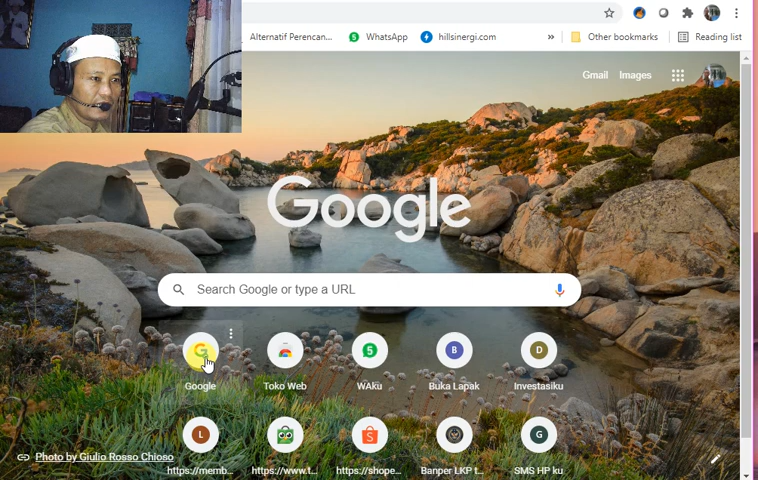 Alternatif Perencan...
5 WhatsApp
hillsinergi.com
»
Other bookmarks
Reading list
Gmail
Images
Google
Search Google or type a URL
G
5
B
D
Google
Toko Web
WAku
Buka Lapak
Investasiku
L
S
G
https://memb...
https://www.t...
https://shope...
Banper LKP t...
SMS HP ku
Photo by Giulio Rosso Chioso